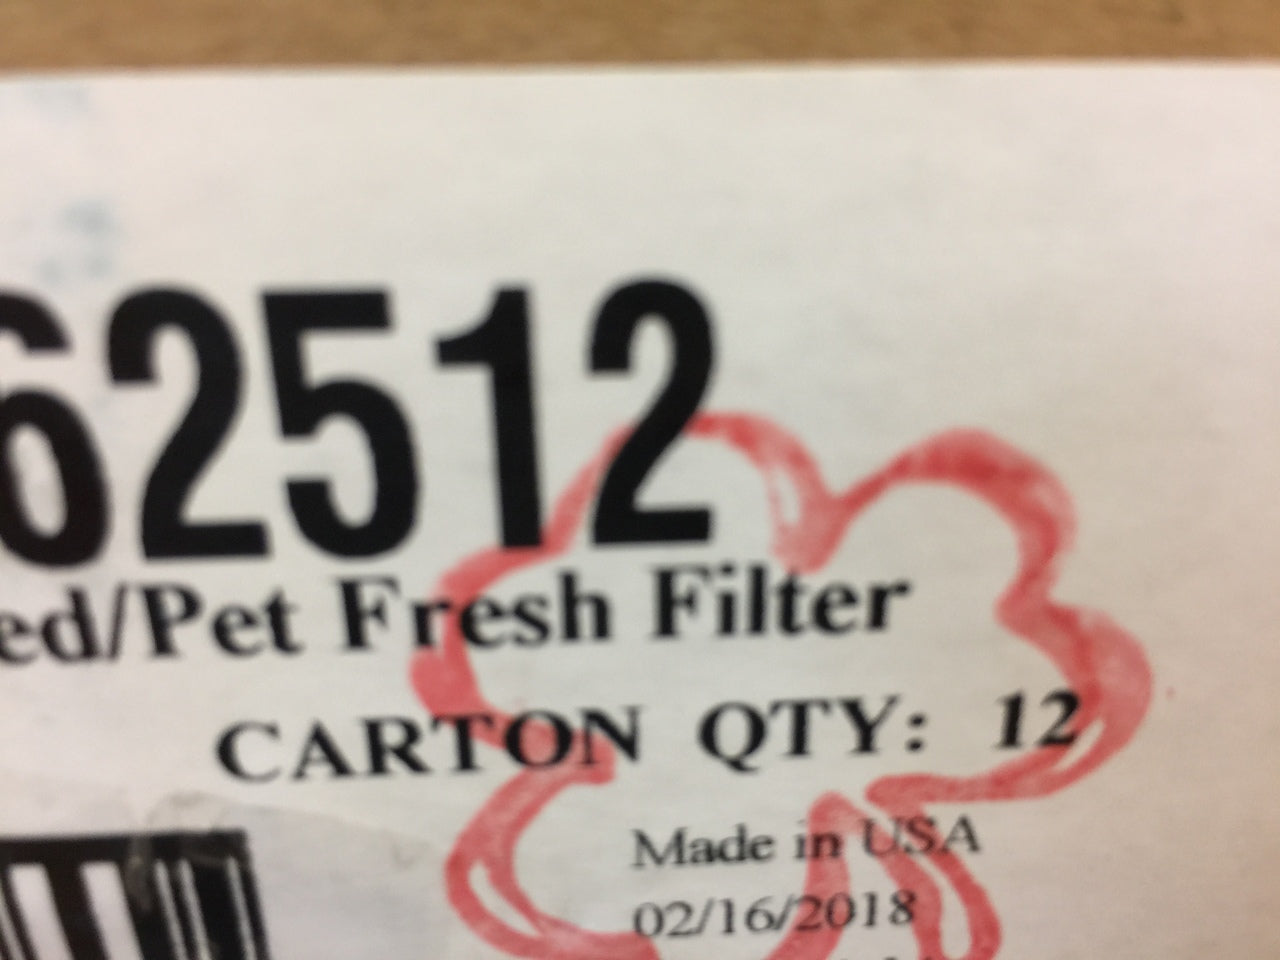 62512
ed/Pet Fresh Filter
CARTON QTY: 12
Made in USA
02/16/2018